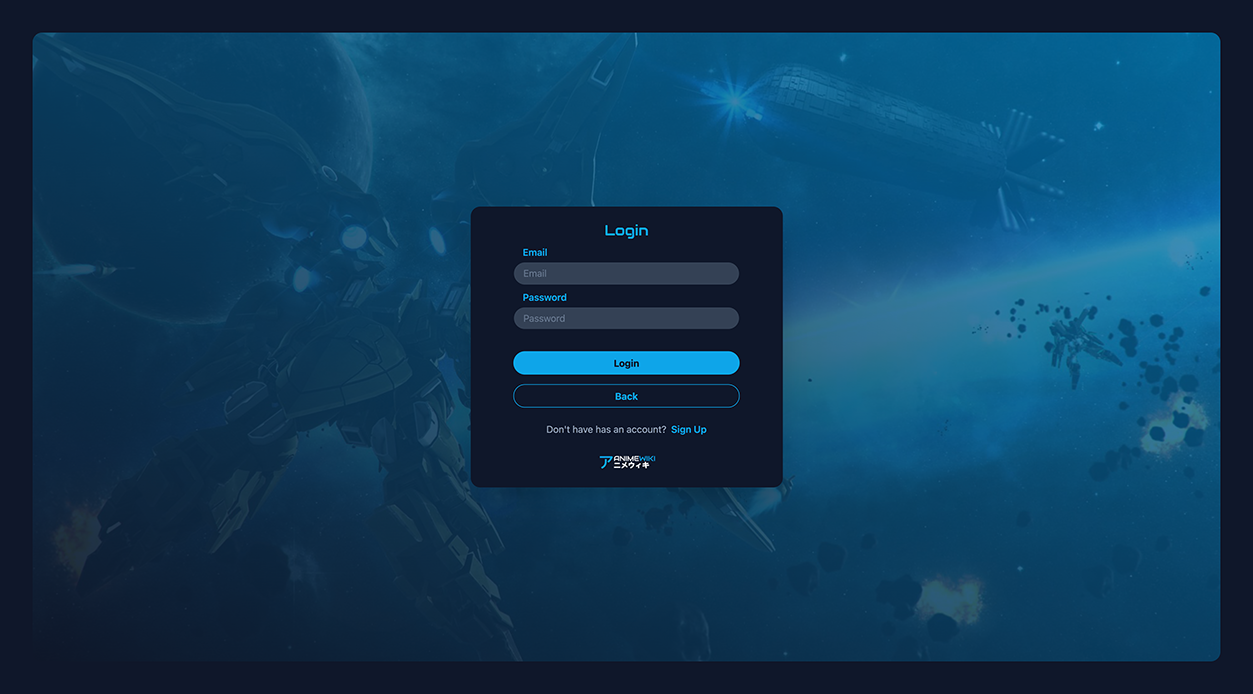 Login
Email
Email
Password
Password
Login
Back
Don't have has an account? Sign Up
ア ANIMEWIKI
ニメウィキ